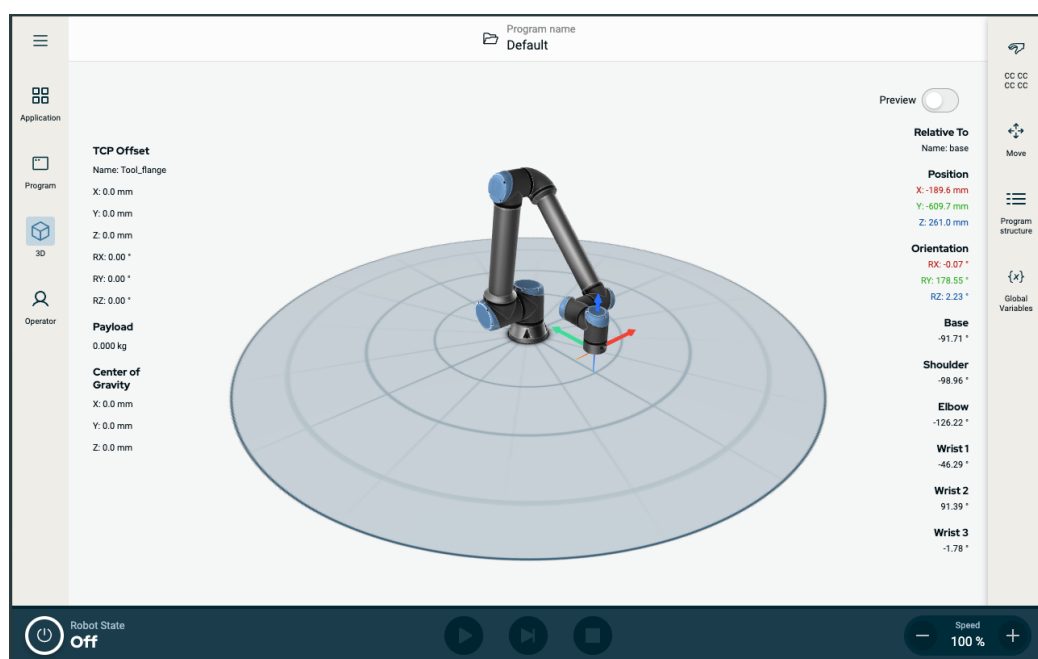 Program name
Default
Application
Program
3D
Operator
TCP Offset
Name: Tool_flange
X: 0.0 mm
Y: 0.0 mm
Z: 0.0 mm
RX: 0.00 °
RY: 0.00 °
RZ: 0.00 °
Payload
0.000 kg
Center of
Gravity
X: 0.0 mm
Y: 0.0 mm
Z: 0.0 mm
Preview
Relative To
Name: base
Position
X: -189.6 mm
Y: -609.7 mm
Z: 261.0 mm
Orientation
RX: -0.07 °
RY: 178.55 °
RZ: 2.23 °
Base
-91.71 °
Shoulder
-98.96 °
Elbow
-126.22 °
Wrist 1
-46.29 °
Wrist 2
91.39 °
Wrist 3
-1.78 °
CC CC
CC CC
Move
Program
structure
{x}
Global
Variables
Robot State
Off
Speed
100 %